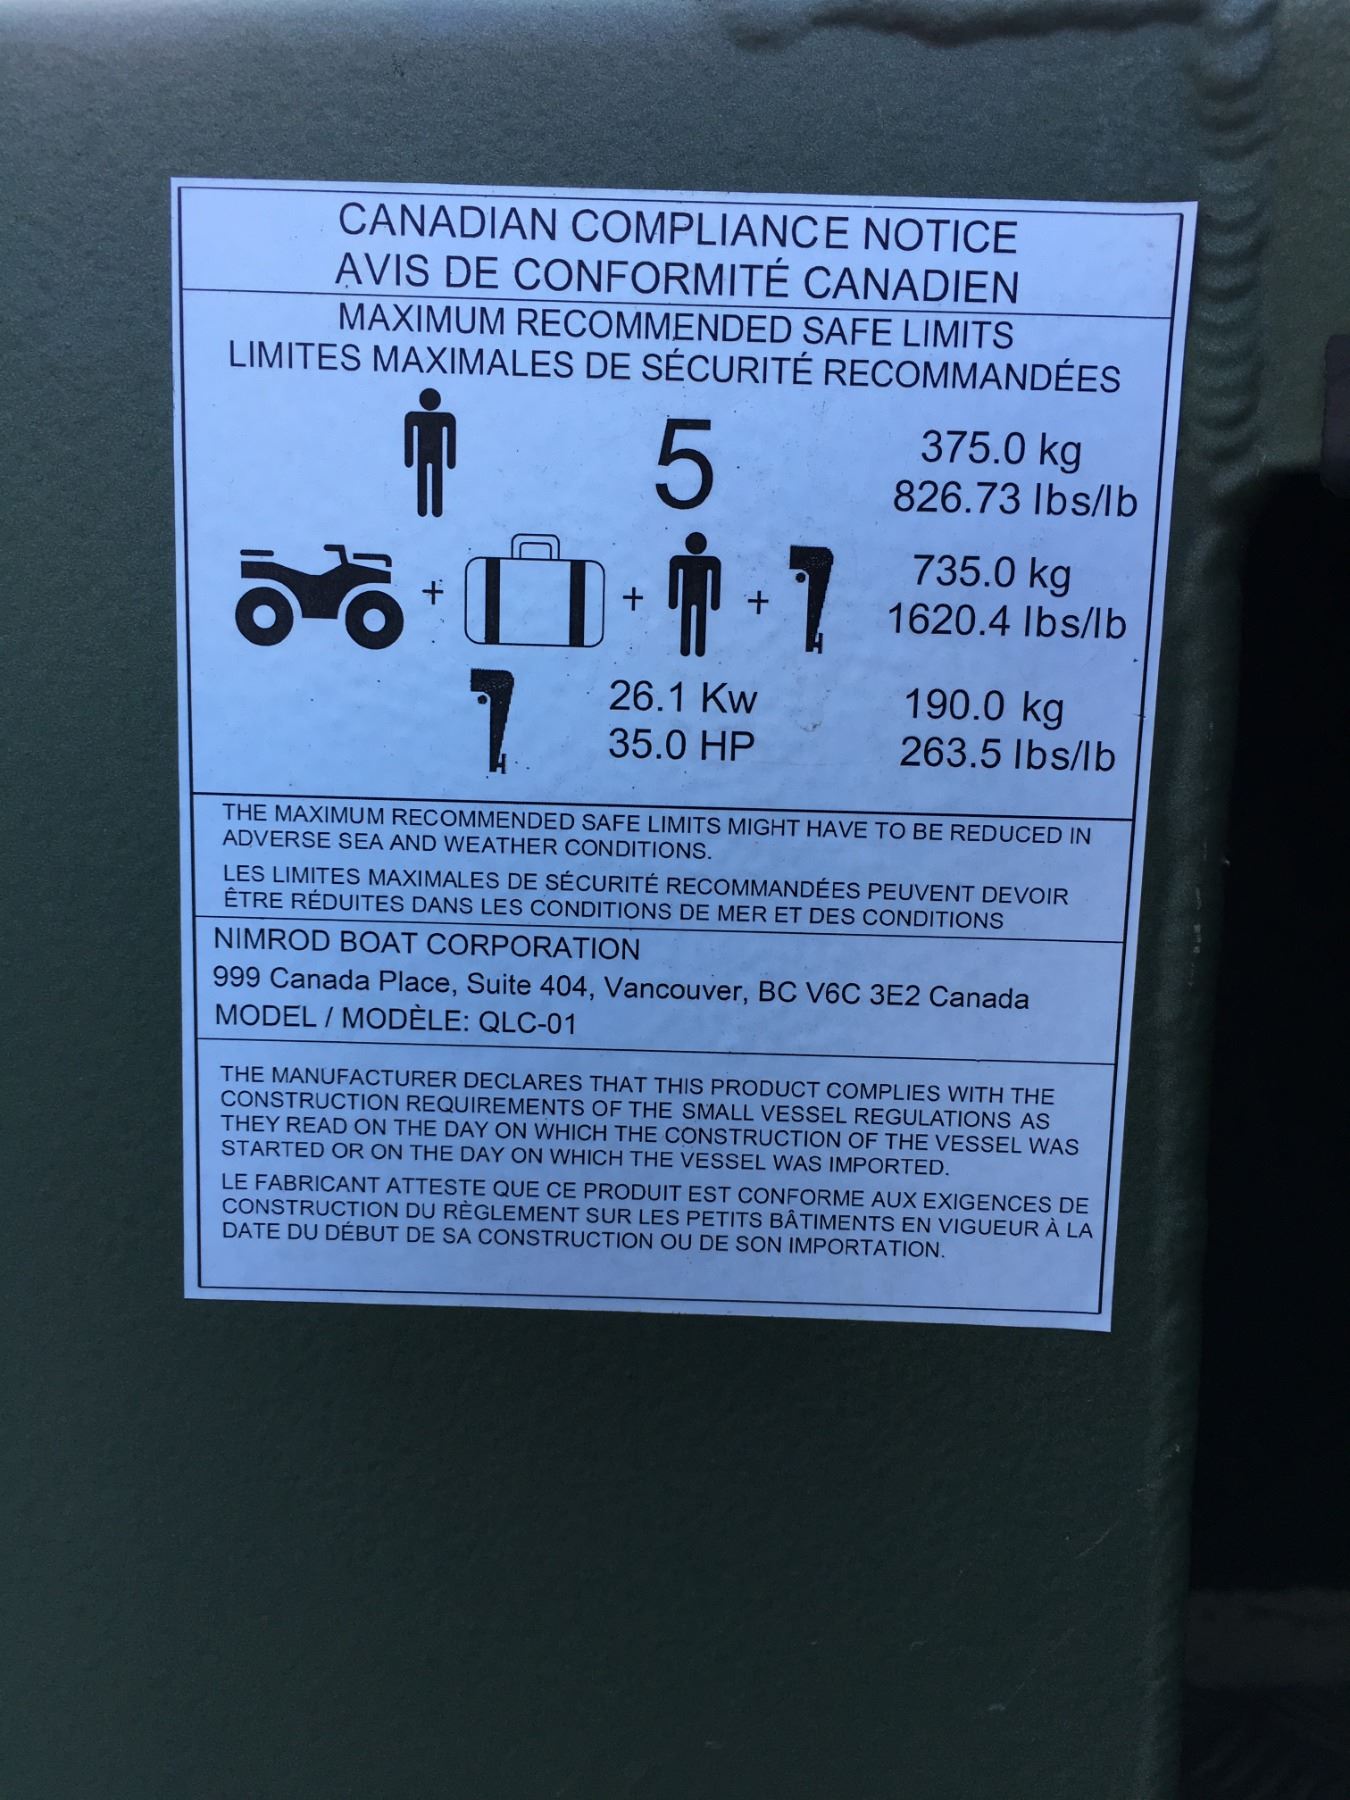 CANADIAN COMPLIANCE NOTICE
AVIS DE CONFORMITÉ CANADIEN
MAXIMUM RECOMMENDED SAFE LIMITS
LIMITES MAXIMALES DE SÉCURITÉ RECOMMANDÉES
5 375.0 kg
826.73 lbs/lb
+ + + 735.0 kg
1620.4 lbs/lb
26.1 Kw 190.0 kg
35.0 HP 263.5 lbs/lb
THE MAXIMUM RECOMMENDED SAFE LIMITS MIGHT HAVE TO BE REDUCED IN
ADVERSE SEA AND WEATHER CONDITIONS.
LES LIMITES MAXIMALES DE SÉCURITÉ RECOMMANDÉES PEUVENT DEVOIR
ÊTRE RÉDUITES DANS LES CONDITIONS DE MER ET DES CONDITIONS
NIMROD BOAT CORPORATION
999 Canada Place, Suite 404, Vancouver, BC V6C 3E2 Canada
MODEL / MODÈLE: QLC-01
THE MANUFACTURER DECLARES THAT THIS PRODUCT COMPLIES WITH THE
CONSTRUCTION REQUIREMENTS OF THE SMALL VESSEL REGULATIONS AS
THEY READ ON THE DAY ON WHICH THE CONSTRUCTION OF THE VESSEL WAS
STARTED OR ON THE DAY ON WHICH THE VESSEL WAS IMPORTED.
LE FABRICANT ATTESTE QUE CE PRODUIT EST CONFORME AUX EXIGENCES DE
CONSTRUCTION DU RÈGLEMENT SUR LES PETITS BÂTIMENTS EN VIGUEUR À LA
DATE DU DÉBUT DE SA CONSTRUCTION OU DE SON IMPORTATION.